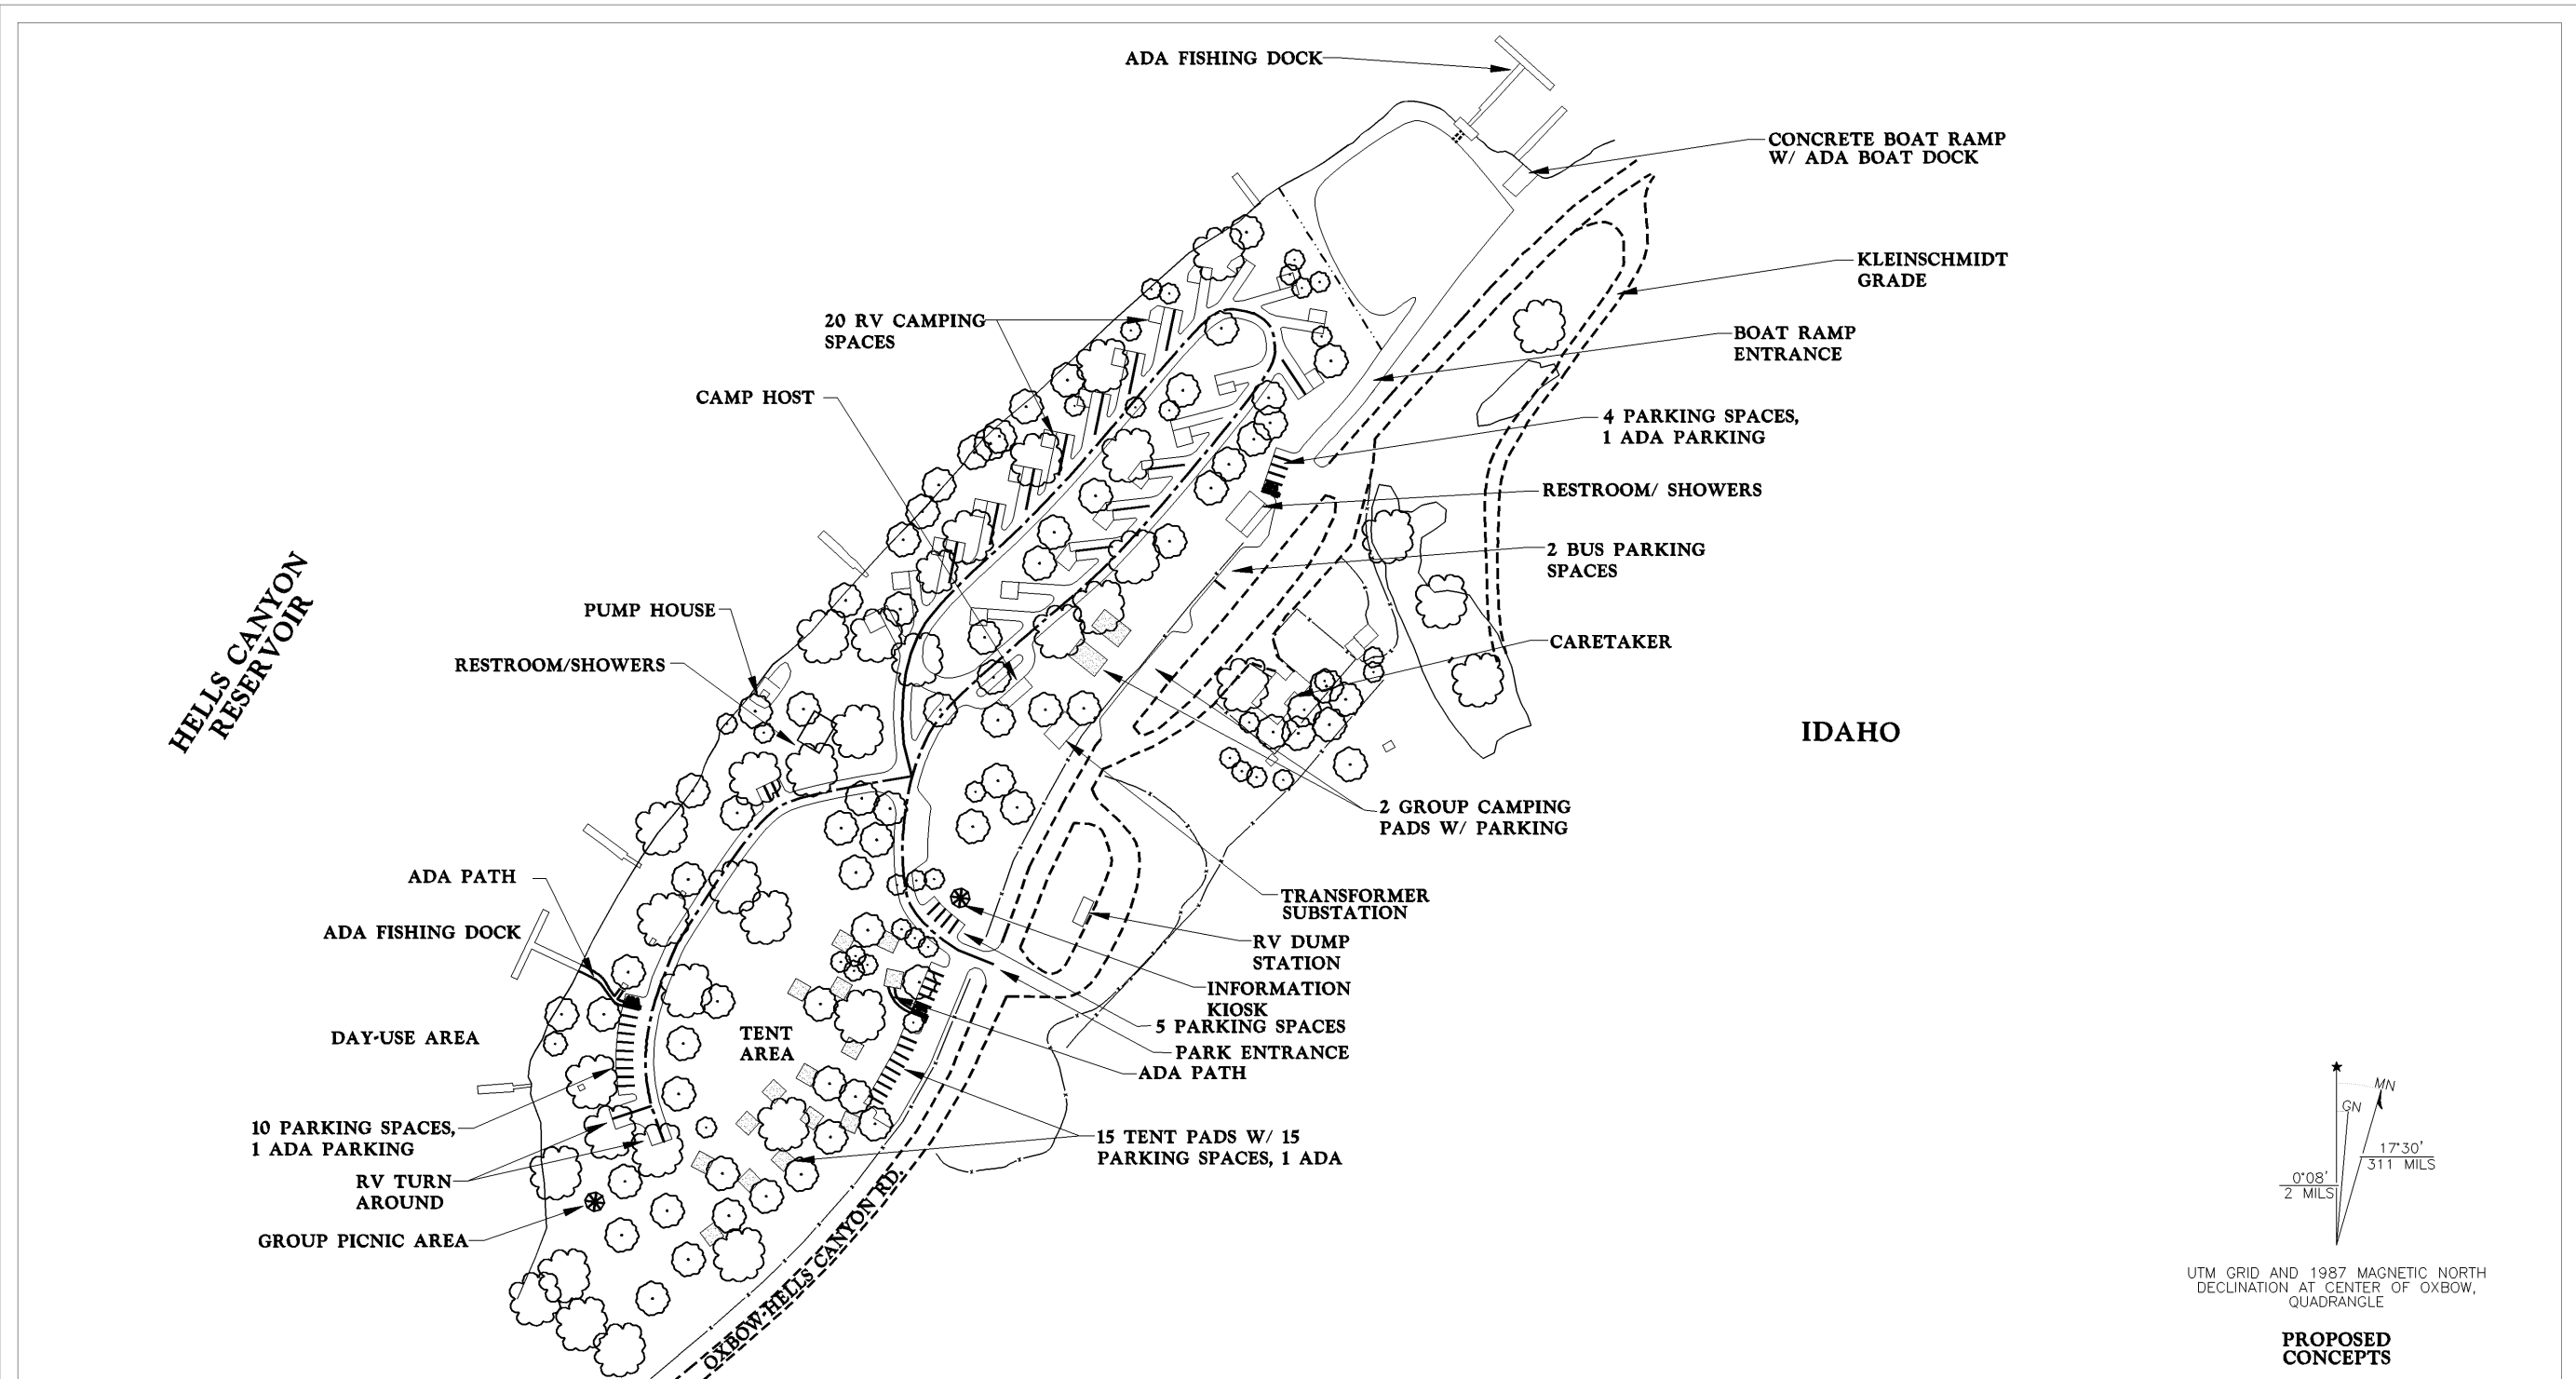 ADA FISHING DOCK
CONCRETE BOAT RAMP
W/ ADA BOAT DOCK
KLEINSCHMIDT
GRADE
20 RV CAMPING
SPACES
BOAT RAMP
ENTRANCE
CAMP HOST
4 PARKING SPACES,
1 ADA PARKING
RESTROOM/ SHOWERS
2 BUS PARKING
SPACES
HELLS CANYON
RESERVOIR
PUMP HOUSE
CARETAKER
RESTROOM/SHOWERS
IDAHO
2 GROUP CAMPING
PADS W/ PARKING
ADA PATH
TRANSFORMER
SUBSTATION
ADA FISHING DOCK
RV DUMP
STATION
INFORMATION
KIOSK
DAY-USE AREA
TENT
AREA
5 PARKING SPACES
PARK ENTRANCE
ADA PATH
10 PARKING SPACES,
1 ADA PARKING
15 TENT PADS W/ 15
PARKING SPACES, 1 ADA
RV TURN
AROUND
GROUP PICNIC AREA
OXBOW-HELLS CANYON RD.
MN
GN
17°30'
311 MILS
0°08'
2 MILS
UTM GRID AND 1987 MAGNETIC NORTH
DECLINATION AT CENTER OF OXBOW,
QUADRANGLE
PROPOSED
CONCEPTS